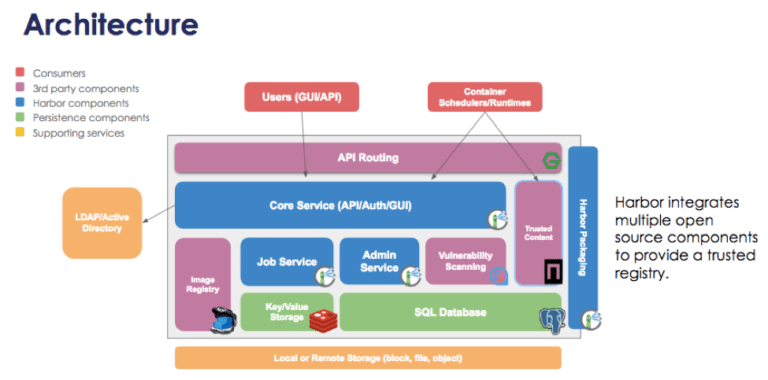 Architecture
Consumers
3rd party components
Harbor components
Persistence components
Supporting services
Users (GUI/API)
Container
Schedulers/Runtimes
API Routing
LDAP/Active
Directory
Core Service (API/Auth/GUI)
Trusted
Content
Harbor Packaging
Harbor integrates
multiple open
source components
to provide a trusted
registry.
Image
Registry
Job Service
Admin
Service
Vulnerability
Scanning
Key/Value
Storage
SQL Database
Local or Remote Storage (block, file, object)